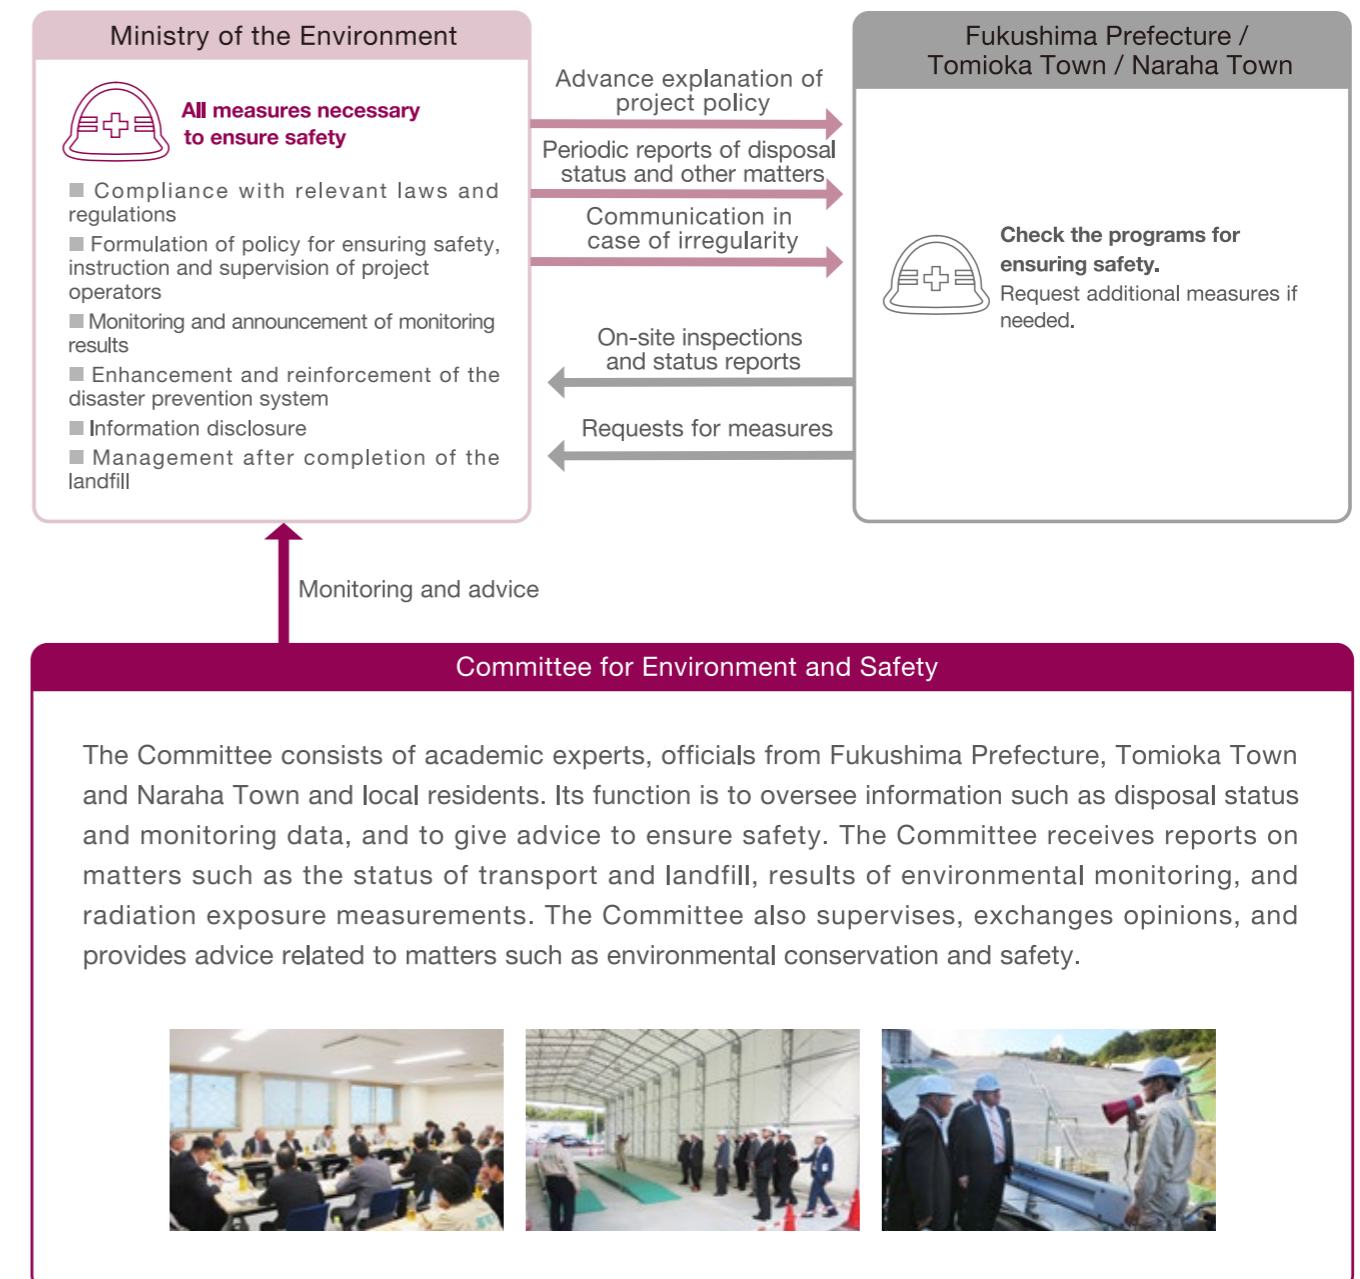 Ministry of the Environment
All measures necessary
to ensure safety
■ Compliance with relevant laws and
regulations
■ Formulation of policy for ensuring safety,
instruction and supervision of project
operators
■ Monitoring and announcement of monitoring
results
■ Enhancement and reinforcement of the
disaster prevention system
■ Information disclosure
■ Management after completion of the
landfill
Advance explanation of
project policy
Periodic reports of disposal
status and other matters
Communication in
case of irregularity
On-site inspections
and status reports
Requests for measures
Fukushima Prefecture /
Tomioka Town / Naraha Town
Check the programs for
ensuring safety.
Request additional measures if
needed.
Monitoring and advice
Committee for Environment and Safety
The Committee consists of academic experts, officials from Fukushima Prefecture, Tomioka Town
and Naraha Town and local residents. Its function is to oversee information such as disposal status
and monitoring data, and to give advice to ensure safety. The Committee receives reports on
matters such as the status of transport and landfill, results of environmental monitoring, and
radiation exposure measurements. The Committee also supervises, exchanges opinions, and
provides advice related to matters such as environmental conservation and safety.